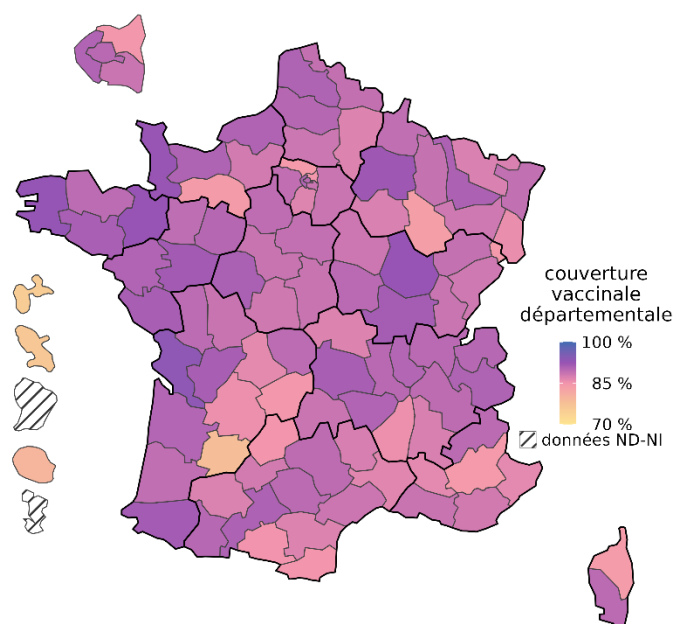 couverture
vaccinale
départementale
100 %
85 %
70 %
données ND-NI